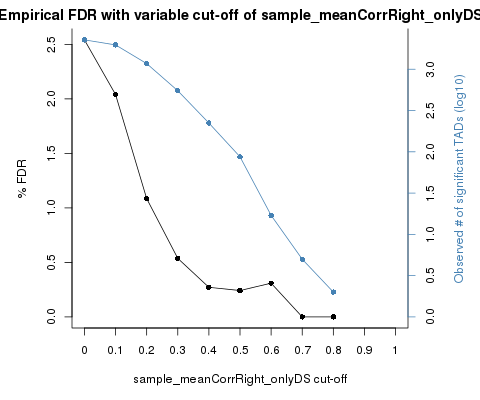 Empirical FDR with variable cut-off of sample_meanCorrRight_onlyDS
% FDR
2.5
2.0
1.5
1.0
0.5
0.0
0 0.1 0.2 0.3 0.4 0.5 0.6 0.7 0.8 0.9 1
sample_meanCorrRight_onlyDS cut-off
3.0
2.5
2.0
1.5
1.0
0.5
0.0
Observed # of significant TADs (log10)